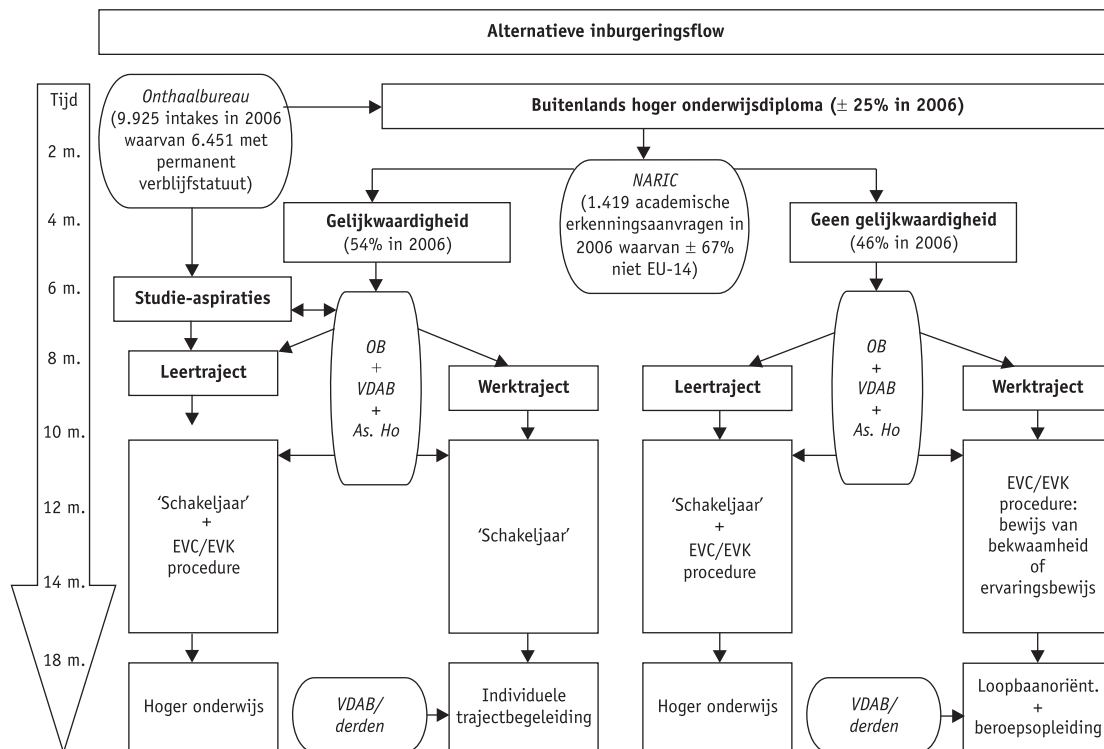 Alternatieve inburgeringsflow
Tijd
2 m.
4 m.
6 m.
8 m.
10 m.
12 m.
14 m.
18 m.
Onthaalbureau
(9.925 intakes in 2006
waarvan 6.451 met
permanent
verblijfstatuut)
Buitenlands hoger onderwijsdiploma (± 25% in 2006)
NARIC
(1.419 academische
erkenningsaanvragen in
2006 waarvan ± 67%
niet EU-14)
Gelijkwaardigheid
(54% in 2006)
Geen gelijkwaardigheid
(46% in 2006)
Studie-aspiraties
OB
+
VDAB
+
As. Ho
OB
+
VDAB
+
As. Ho
Leertraject
Werktraject
Leertraject
Werktraject
‘Schakeljaar’
+
EVC/EVK
procedure
‘Schakeljaar’
‘Schakeljaar’
+
EVC/EVK
procedure
EVC/EVK
procedure:
bewijs van
bekwaamheid
of
ervaringsbewijs
Hoger onderwijs
VDAB/
derden
Individuele
trajectbegeleiding
Hoger onderwijs
VDAB/
derden
Loopbaanoriënt.
+
beroepsopleiding